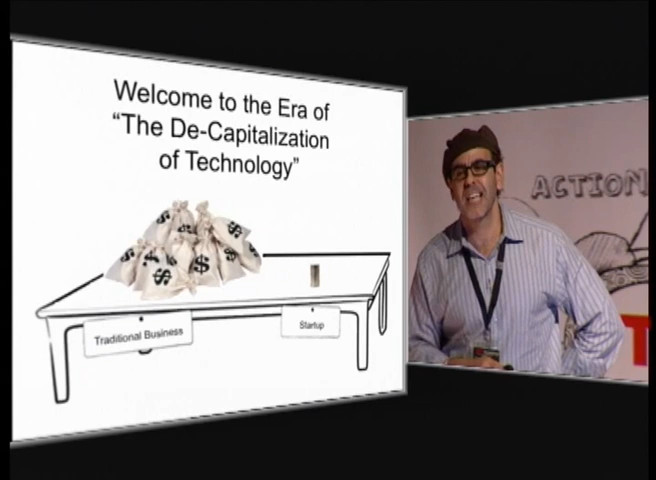 Welcome to the Era of
“The De-Capitalization
of Technology”
$ $ $ $ $ $
Traditional Business
Startup
ACTION
T